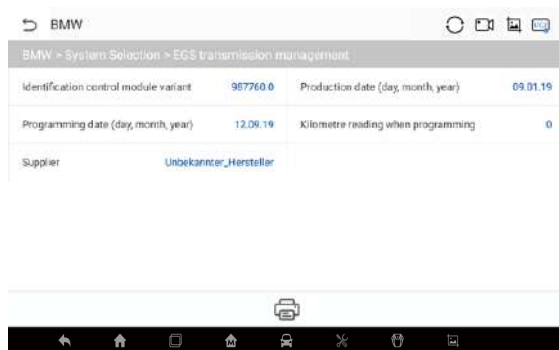 BMW
BMW > System Selection > EGS transmission management
Identification control module variant 987760.0 Production date (day, month, year) 09.01.19
Programming date (day, month, year) 12.09.19 Kilometre reading when programming 0
Supplier Unbekannter_Hersteller